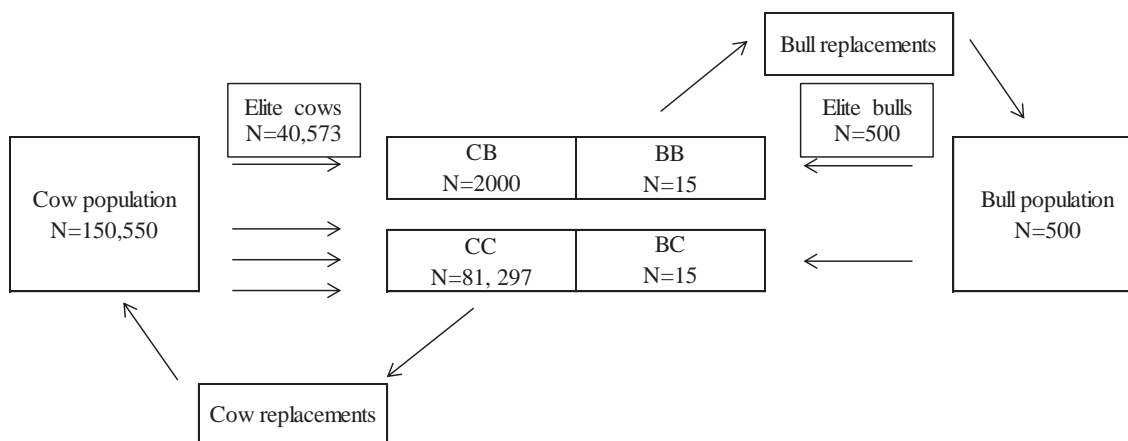 Bull replacements
Elite cows
N=40,573
Elite bulls
N=500
CB
N=2000
BB
N=15
Cow population
N=150,550
Bull population
N=500
CC
N=81, 297
BC
N=15
Cow replacements